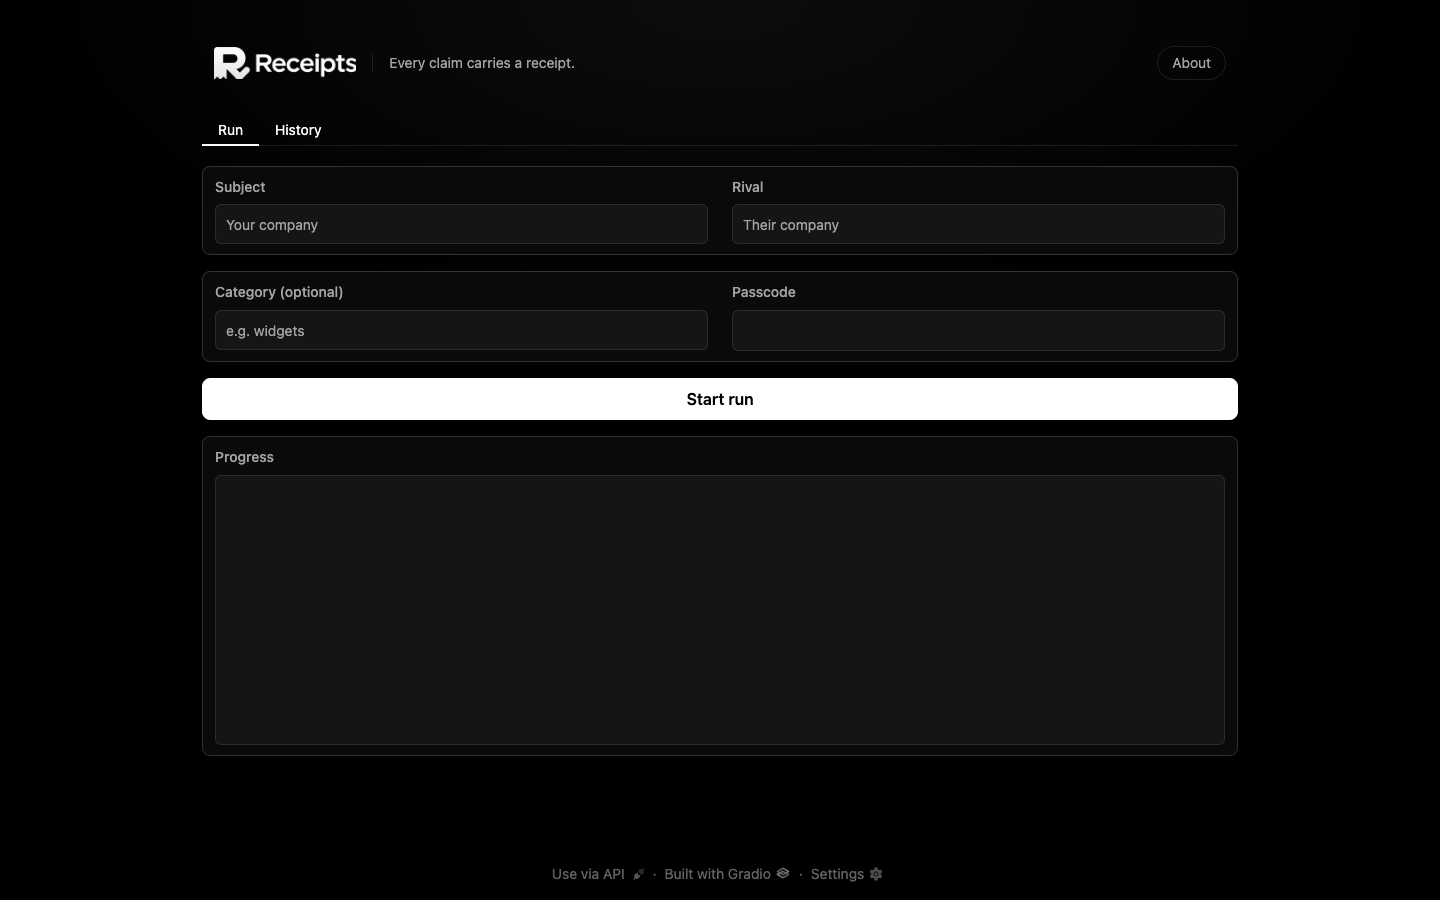 Receipts
Every claim carries a receipt.
About
Run
History
Subject
Rival
Your company
Their company
Category (optional)
Passcode
e.g. widgets
Start run
Progress
Use via API · Built with Gradio · Settings